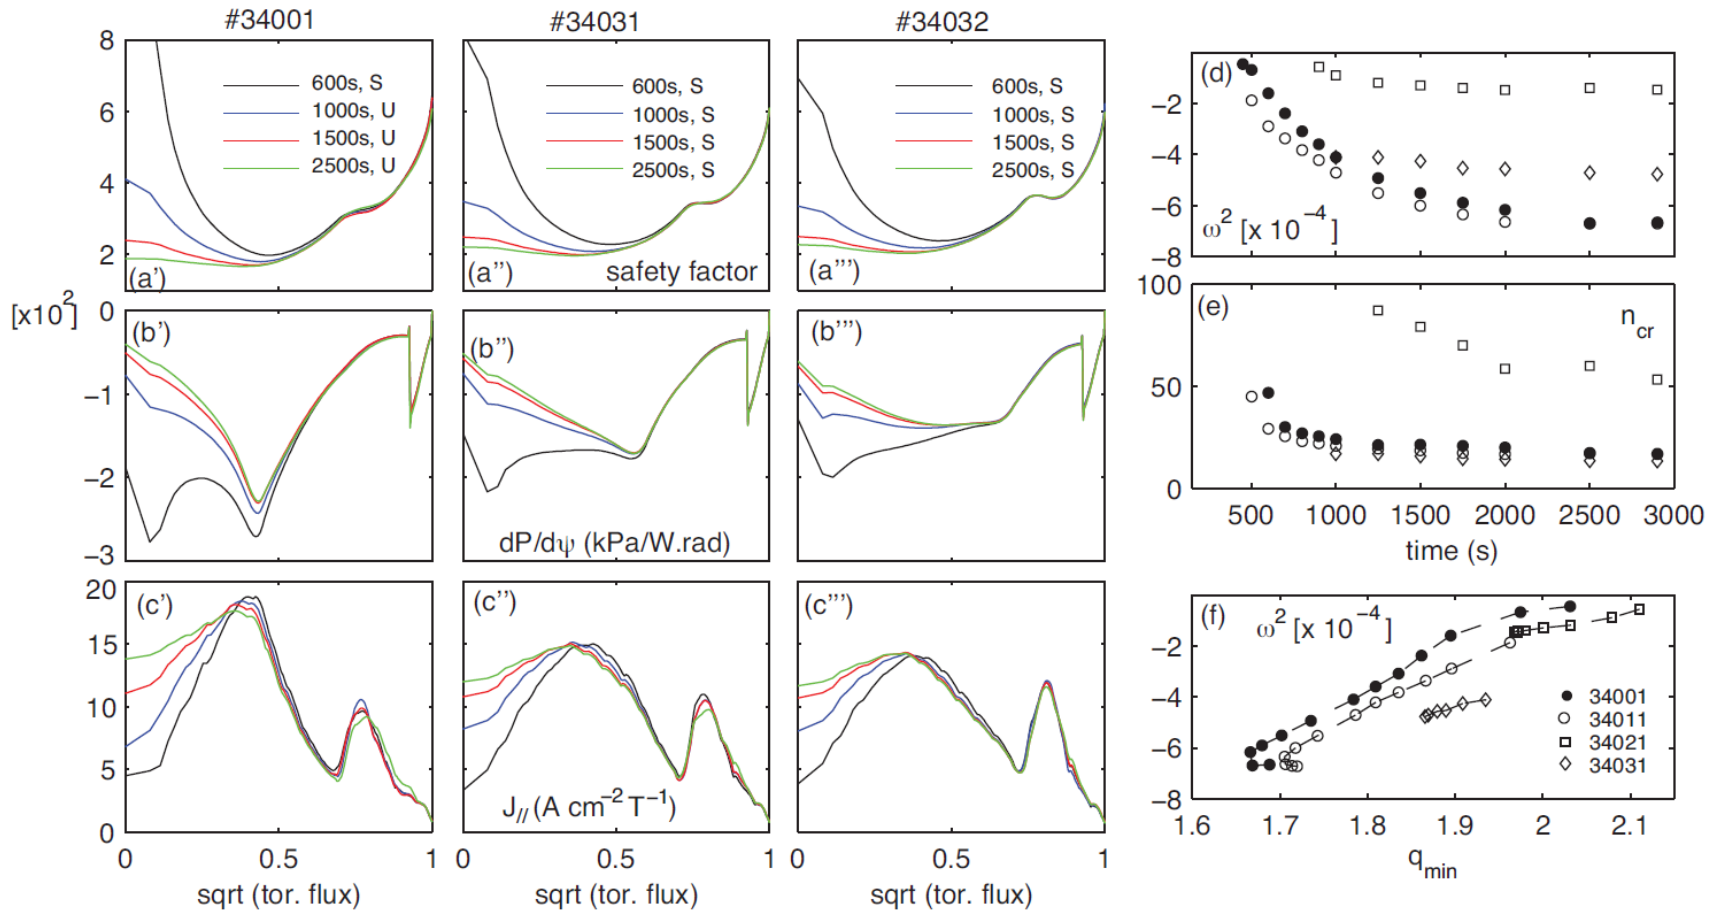 #34001
#34031
#34032
8
6
4
2
600s, S
1000s, U
1500s, U
2500s, U
(a')
600s, S
1000s, S
1500s, S
2500s, S
(a'')
safety factor
600s, S
1000s, S
1500s, S
2500s, S
(a''')
[x10²]
0
−1
−2
−3
(b')
(b'')
dP/dψ (kPa/W.rad)
(b''')
20
15
10
5
0
(c')
(c'')
J// (A cm⁻² T⁻¹)
(c''')
0
0.5
1
sqrt (tor. flux)
0
0.5
1
sqrt (tor. flux)
0
0.5
1
sqrt (tor. flux)
(d)
−2
−4
−6
−8
ω² [x 10⁻⁴]
100
50
0
(e)
n_cr
500
1000
1500
2000
2500
3000
time (s)
(f)
ω² [x 10⁻⁴]
−2
−4
−6
−8
34001
34011
34021
34031
1.6
1.7
1.8
1.9
2
2.1
q_min